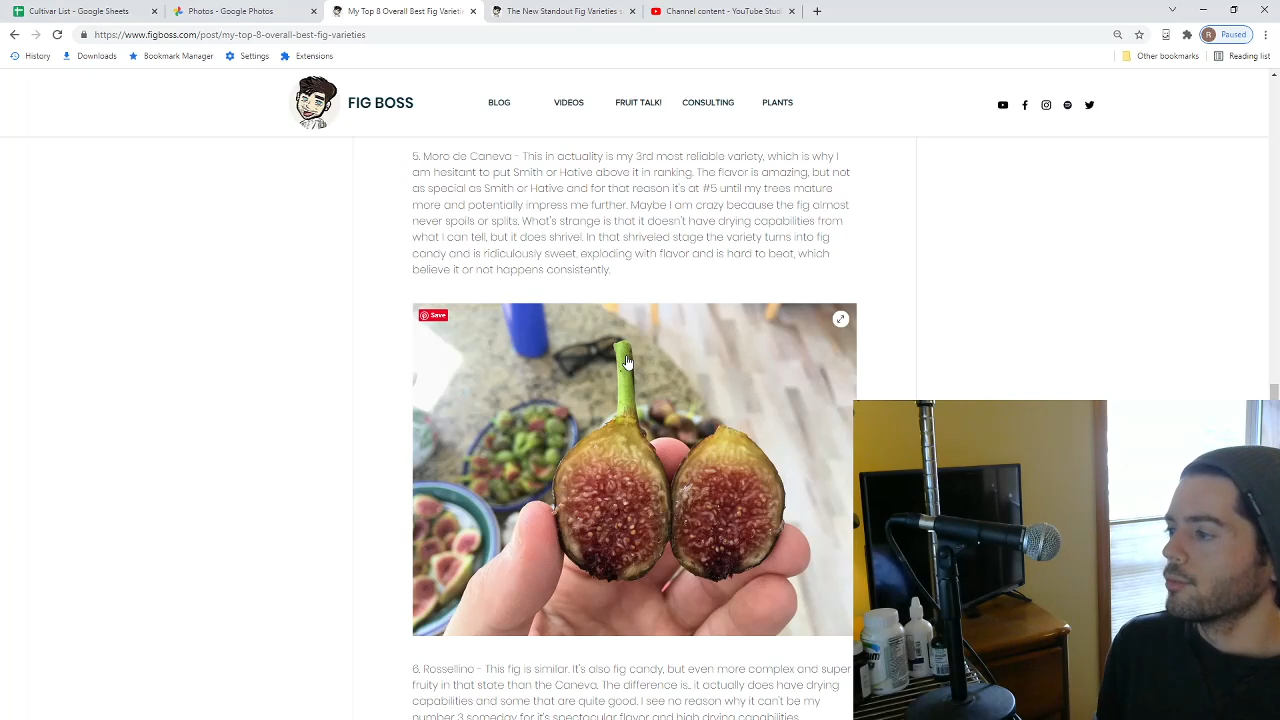 Cultivar List - Google Sheets
Photos - Google Photos
My Top 8 Overall Best Fig Varieti
The New Standout Fig Varieties
Channel content - YouTube Stud
https://www.figboss.com/post/my-top-8-overall-best-fig-varieties
R Paused
History Downloads Bookmark Manager Settings Extensions Other bookmarks Reading list
FIG BOSS BLOG VIDEOS FRUIT TALK! CONSULTING PLANTS
5. Moro de Caneva - This in actuality is my 3rd most reliable variety, which is why I
am hesitant to put Smith or Hative above it in ranking. The flavor is amazing, but not
as special as Smith or Hative and for that reason it's at #5 until my trees mature
more and potentially impress me further. Maybe I am crazy because the fig almost
never spoils or splits. What's strange is that it doesn't have drying capabilities from
what I can tell, but it does shrivel. In that shriveled stage the variety turns into fig
candy and is ridiculously sweet, exploding with flavor and is hard to beat, which
believe it or not happens consistently.
Save
6. Rossellino - This fig is similar. It's also fig candy, but even more complex and super
fruity in that state than the Caneva. The difference is.. it actually does have drying
capabilities and some that are quite good. I see no reason why it can't be my
number 3 someday for it's spectacular flavor and high drying capabilities.